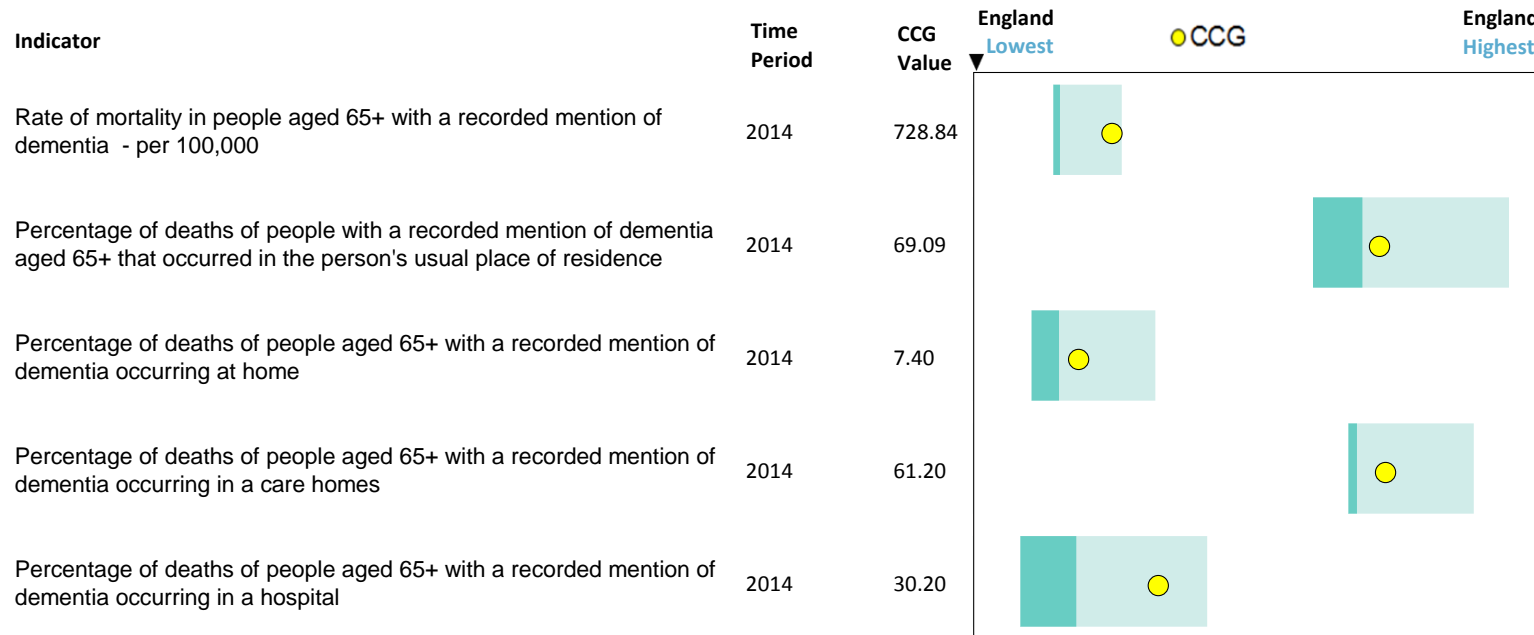 Indicator
Time Period
CCG Value
England Lowest
CCG
England Highest
Rate of mortality in people aged 65+ with a recorded mention of
dementia - per 100,000
2014
728.84
Percentage of deaths of people with a recorded mention of dementia
aged 65+ that occurred in the person's usual place of residence
2014
69.09
Percentage of deaths of people aged 65+ with a recorded mention of
dementia occurring at home
2014
7.40
Percentage of deaths of people aged 65+ with a recorded mention of
dementia occurring in a care homes
2014
61.20
Percentage of deaths of people aged 65+ with a recorded mention of
dementia occurring in a hospital
2014
30.20